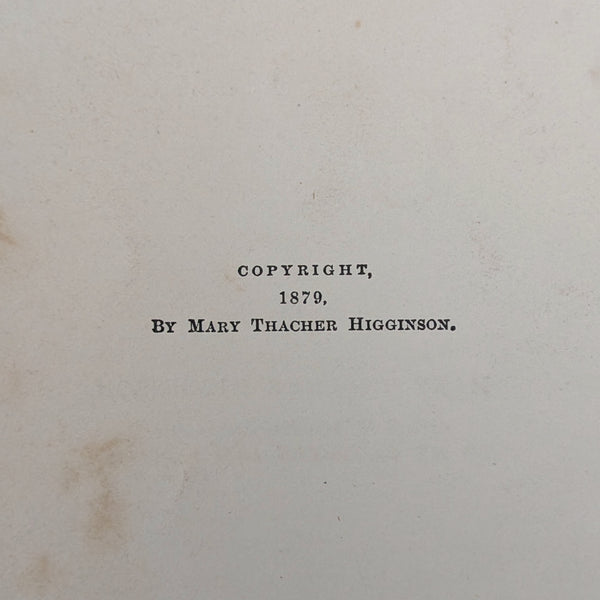 COPYRIGHT,
1879,
BY MARY THACHER HIGGINSON.